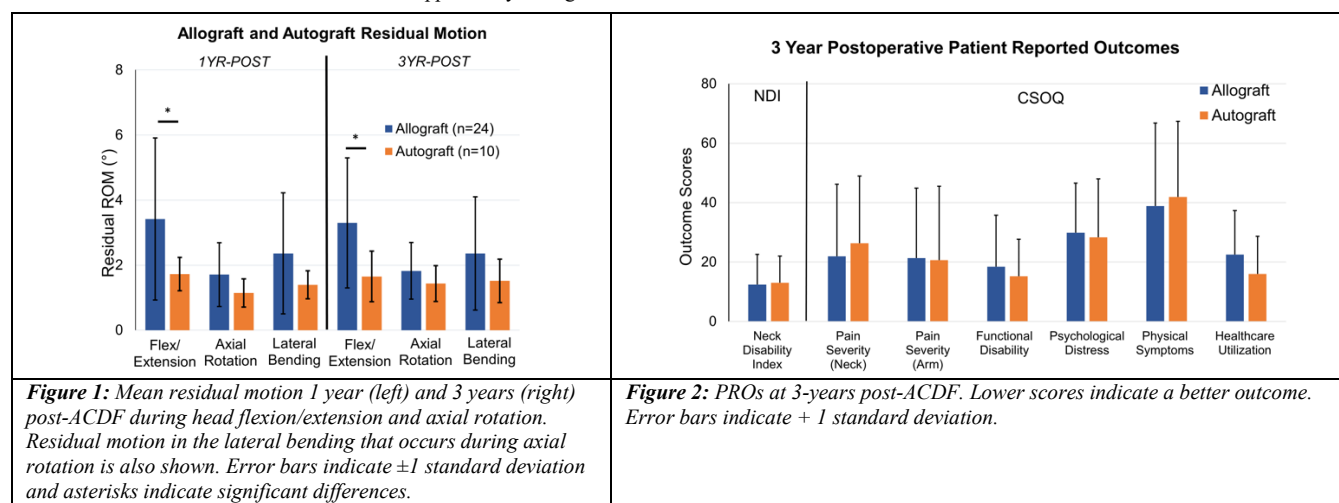 Allograft and Autograft Residual Motion
1YR-POST 3YR-POST
8
6
4
2
0
Residual ROM (°)
*
*
Allograft (n=24)
Autograft (n=10)
Flex/ Axial Lateral Flex/ Axial Lateral
Extension Rotation Bending Extension Rotation Bending
Figure 1: Mean residual motion 1 year (left) and 3 years (right)
post-ACDF during head flexion/extension and axial rotation.
Residual motion in the lateral bending that occurs during axial
rotation is also shown. Error bars indicate ±1 standard deviation
and asterisks indicate significant differences.
3 Year Postoperative Patient Reported Outcomes
80
60
40
20
0
Outcome Scores
NDI CSOQ
Allograft
Autograft
Neck Pain Pain Functional Psychological Physical Healthcare
Disability Severity Severity Disability Distress Symptoms Utilization
Index (Neck) (Arm)
Figure 2: PROs at 3-years post-ACDF. Lower scores indicate a better outcome.
Error bars indicate + 1 standard deviation.